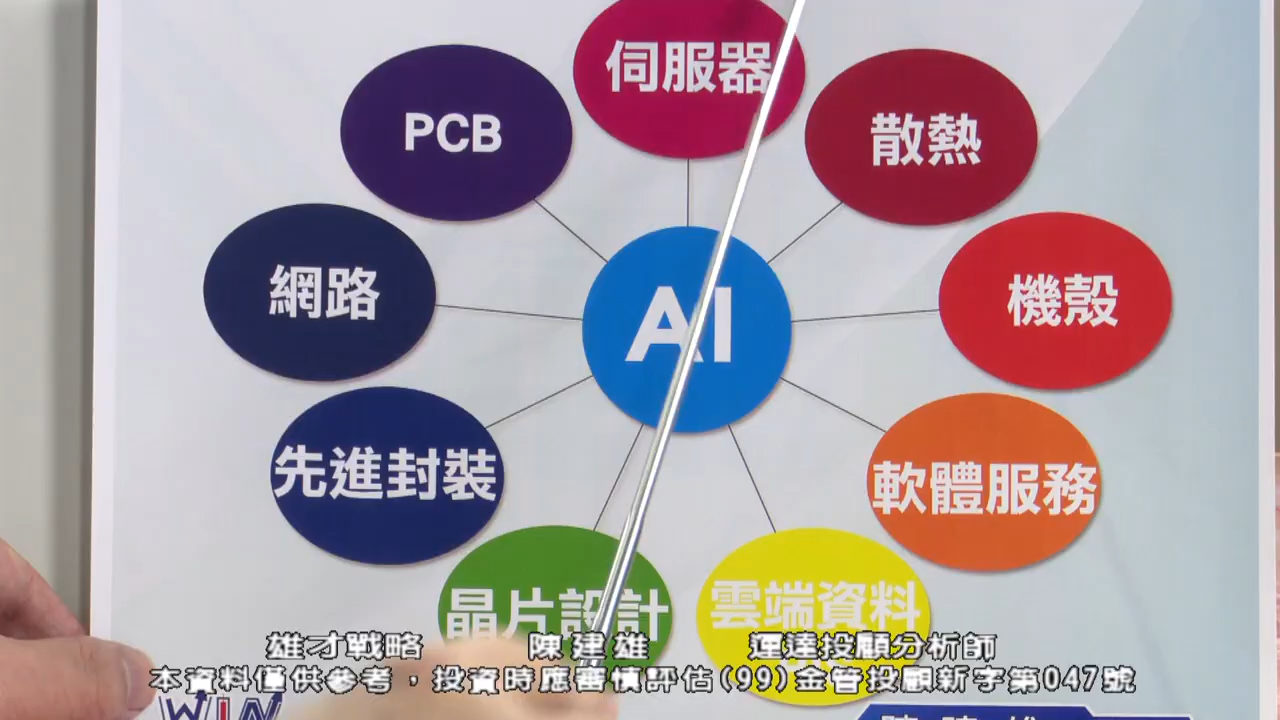 伺服器
PCB
散熱
網路
AI
機殼
先進封裝
軟體服務
晶片設計
雲端資料
雄才戰略 陳建雄 運達投顧分析師
本資料僅供參考，投資時應審慎評估(99)金管投顧新字第047號
WIN